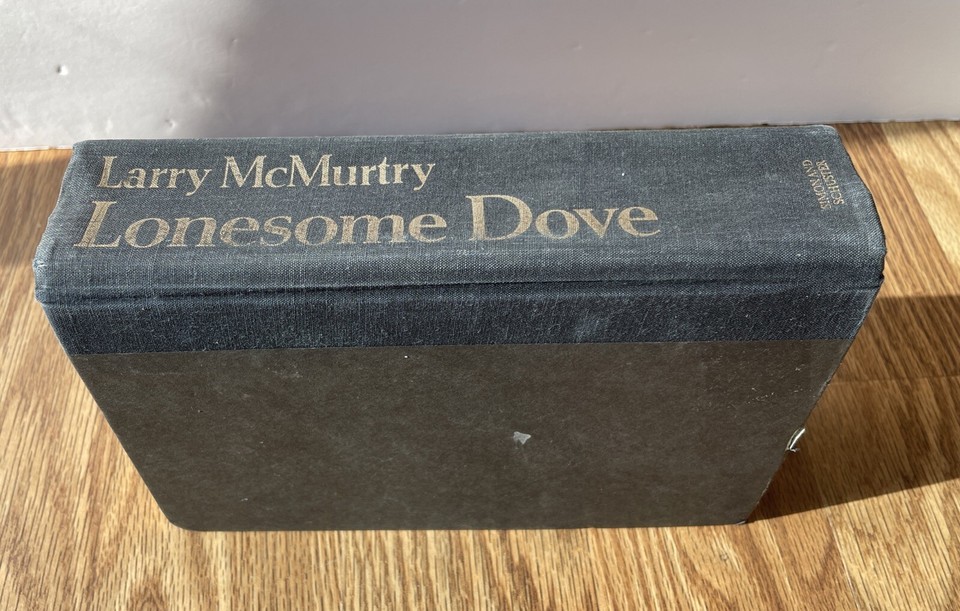 Larry McMurtry
Lonesome Dove
SIMON AND
SCHUSTER